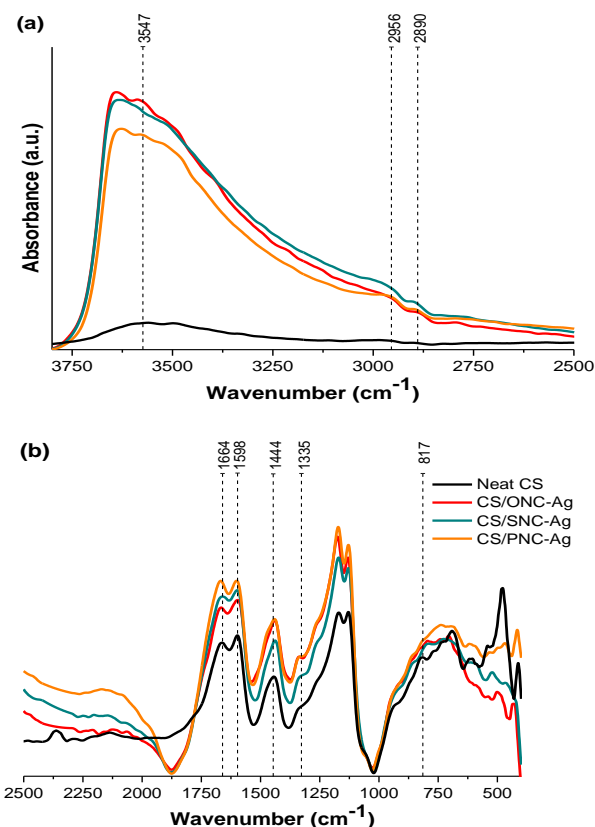 (a)
3547
2956
2890
Absorbance (a.u.)
3750 3500 3250 3000 2750 2500
Wavenumber (cm⁻¹)
(b)
1664
1598
1444
1335
817
Neat CS
CS/ONC-Ag
CS/SNC-Ag
CS/PNC-Ag
2500 2000 1750 1500 1250 1000 750 500
Wavenumber (cm⁻¹)